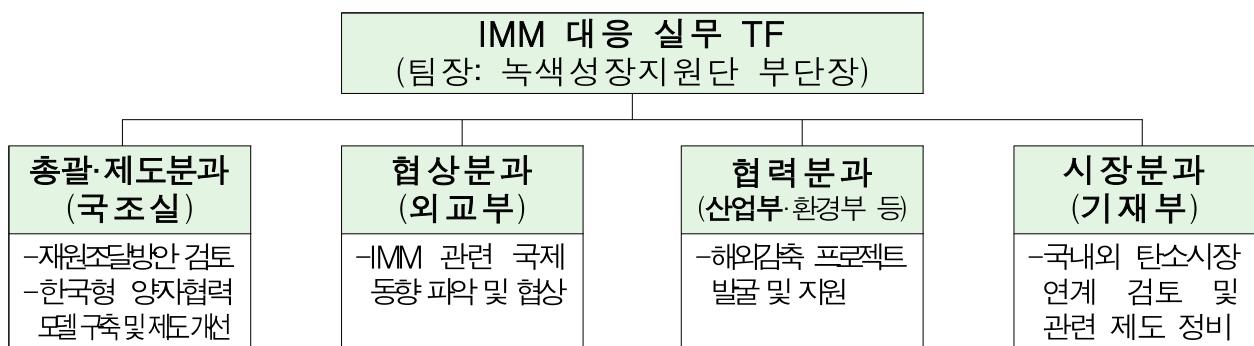 IMM 대응 실무 TF
(팀장: 녹색성장지원단 부단장)
총괄·제도분과
(국조실)
-재원조달방안 검토
-한국형 양자협력
모델 구축 및 제도 개선
협상분과
(외교부)
-IMM 관련 국제
동향 파악 및 협상
협력분과
(산업부·환경부 등)
-해외감축 프로젝트
발굴 및 지원
시장분과
(기재부)
-국내외 탄소시장
연계 검토 및
관련 제도 정비